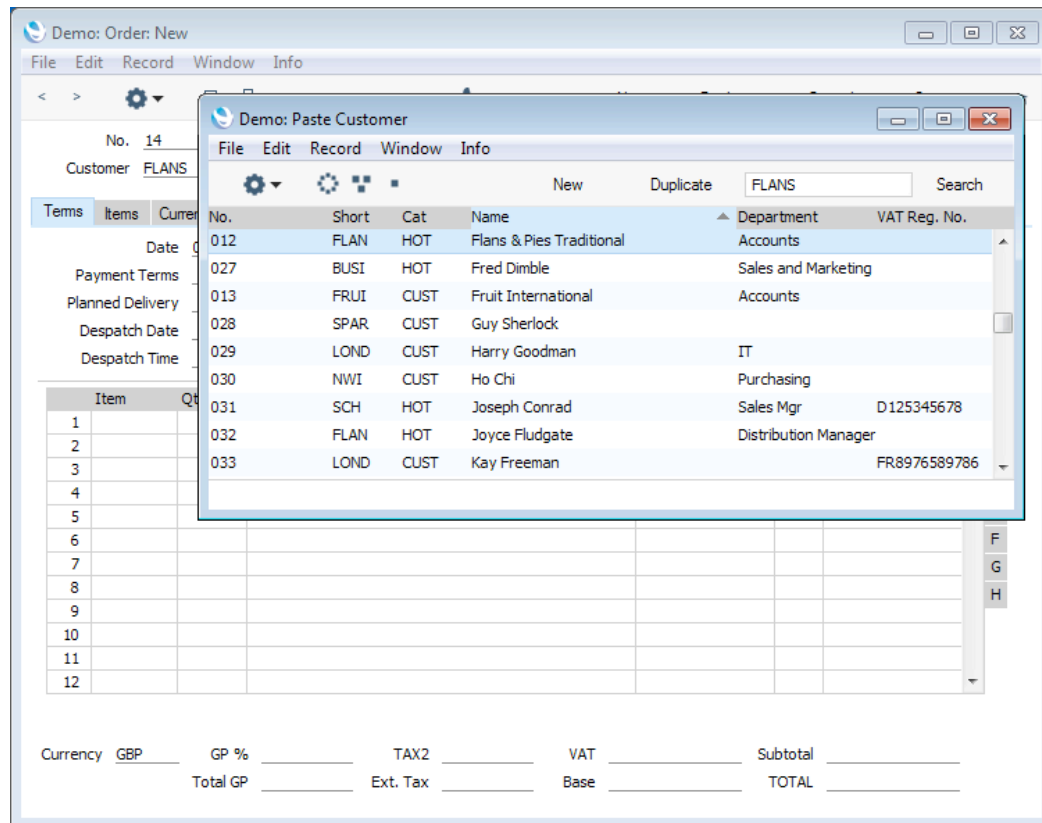 Demo: Order: New
File Edit Record Window Info
< >
No. 14
Customer FLANS
Terms Items
Date
Payment Terms
Planned Delivery
Despatch Date
Despatch Time
Item
1
2
3
4
5
6
7
8
9
10
11
12
F
G
H
Currency GBP GP % TAX2 VAT Subtotal
Total GP Ext. Tax Base TOTAL
Demo: Paste Customer
File Edit Record Window Info
New Duplicate FLANS Search
No. Short Cat Name Department VAT Reg. No.
012 FLAN HOT Flans & Pies Traditional Accounts
027 BUSI HOT Fred Dimble Sales and Marketing
013 FRUI CUST Fruit International Accounts
028 SPAR CUST Guy Sherlock
029 LOND CUST Harry Goodman IT
030 NWI CUST Ho Chi Purchasing
031 SCH HOT Joseph Conrad Sales Mgr D125345678
032 FLAN HOT Joyce Fludgate Distribution Manager
033 LOND CUST Kay Freeman FR8976589786